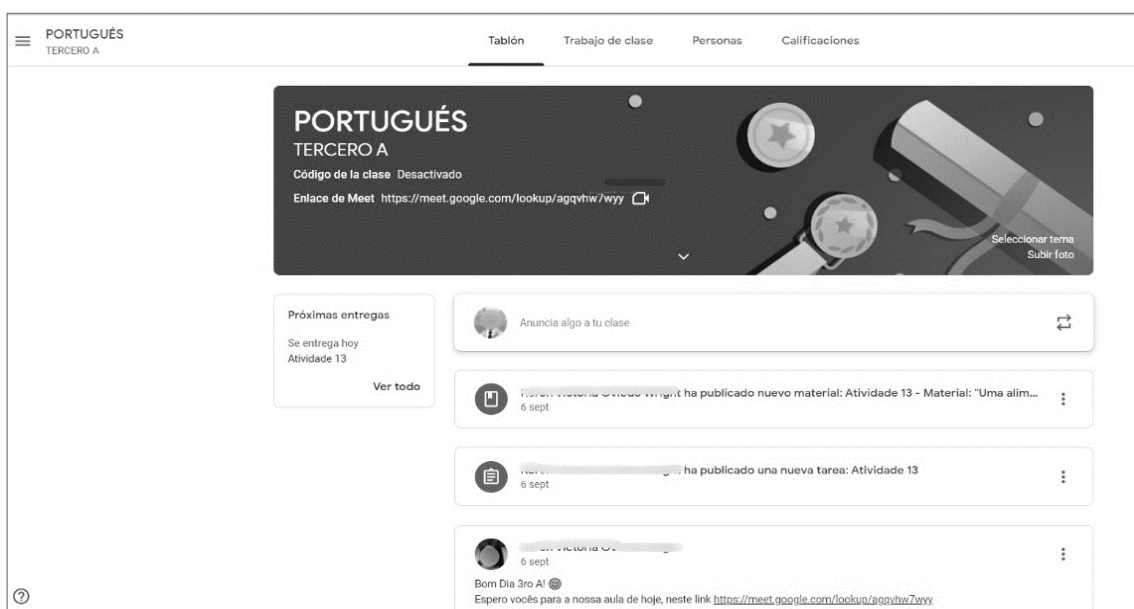 PORTUGUÉS
TERCERO A
Tablón Trabajo de clase Personas Calificaciones
PORTUGUÉS
TERCERO A
Código de la clase Desactivado
Enlace de Meet https://meet.google.com/lookup/agqvhw7wyy
Seleccionar tema
Subir foto
Próximas entregas
Se entrega hoy
Atividade 13
Ver todo
Anuncia algo a tu clase
ha publicado nuevo material: Atividade 13 - Material: "Uma alim...
6 sept
ha publicado una nueva tarea: Atividade 13
6 sept
6 sept
Bom Dia 3ro A!
Espero vocês para a nossa aula de hoje, neste link https://meet.google.com/lookup/agqvhw7wyy